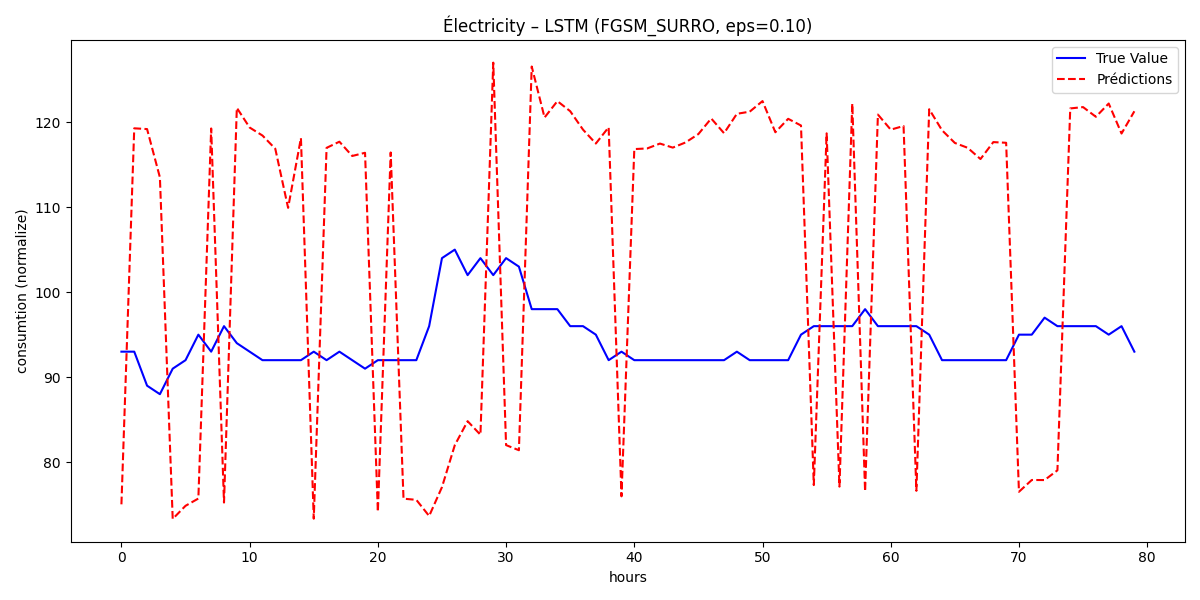 Électricity – LSTM (FGSM_SURRO, eps=0.10)
True Value
Prédictions
consumtion (normalize)
120
110
100
90
80
0 10 20 30 40 50 60 70 80
hours